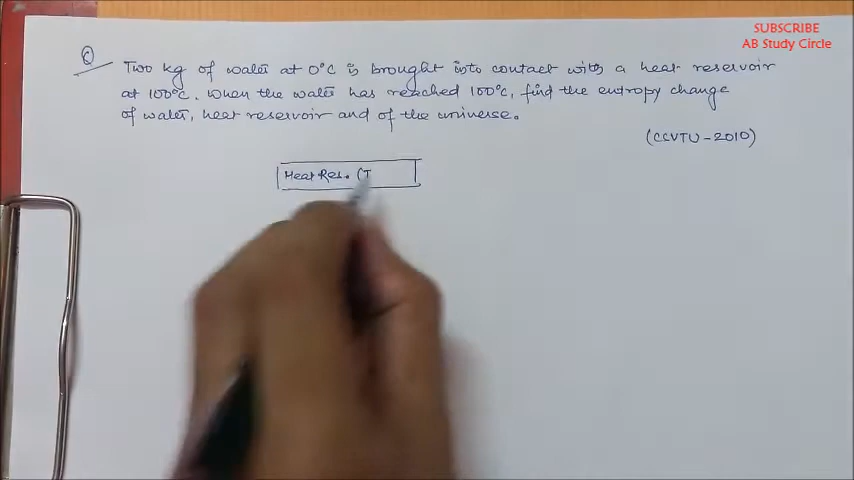 SUBSCRIBE
AB Study Circle
Q Two kg of water at 0°C is brought into contact with a heat reservoir
at 100°C. When the water has reached 100°C, find the entropy change
of water, heat reservoir and of the universe.
(CCVTU-2010)
Heat Res. (T